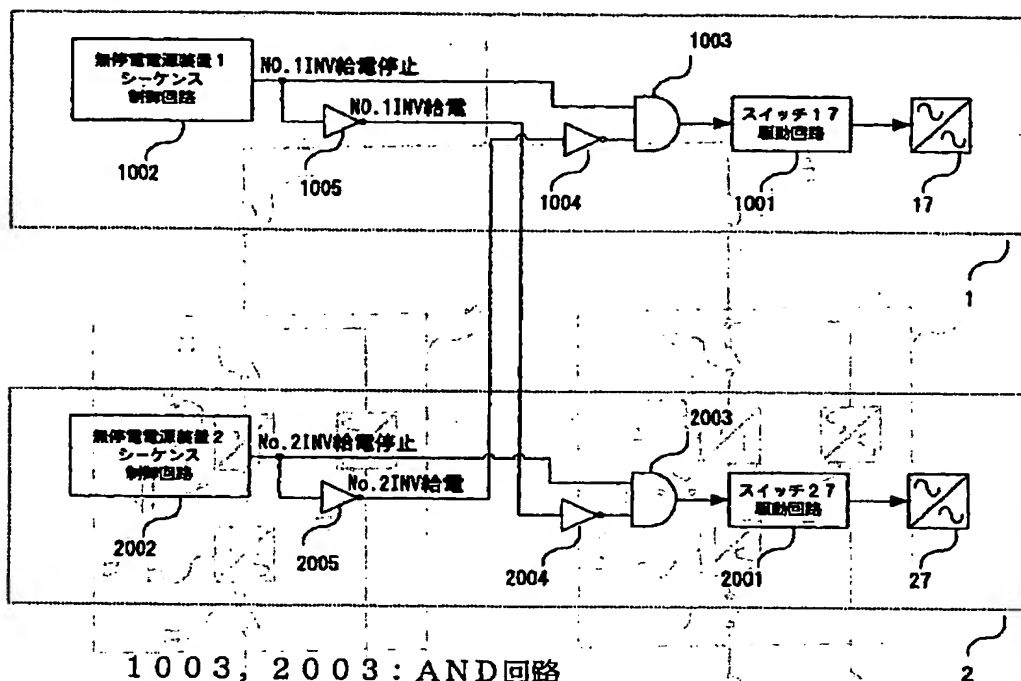 無停電電源装置1
シーケンス
制御回路
1002
NO.1INV給電停止
NO.1INV給電
1005
1004
1003
スイッチ17
駆動回路
1001
17
1
無停電電源装置2
シーケンス
制御回路
2002
No.2INV給電停止
No.2INV給電
2005
2004
2003
スイッチ27
駆動回路
2001
27
2
1003, 2003:AND回路